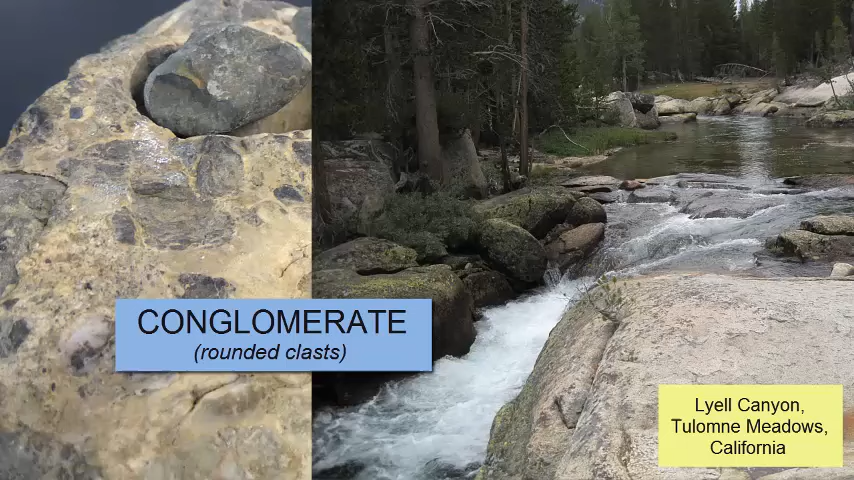 CONGLOMERATE
(rounded clasts)
Lyell Canyon,
Tulomne Meadows,
California